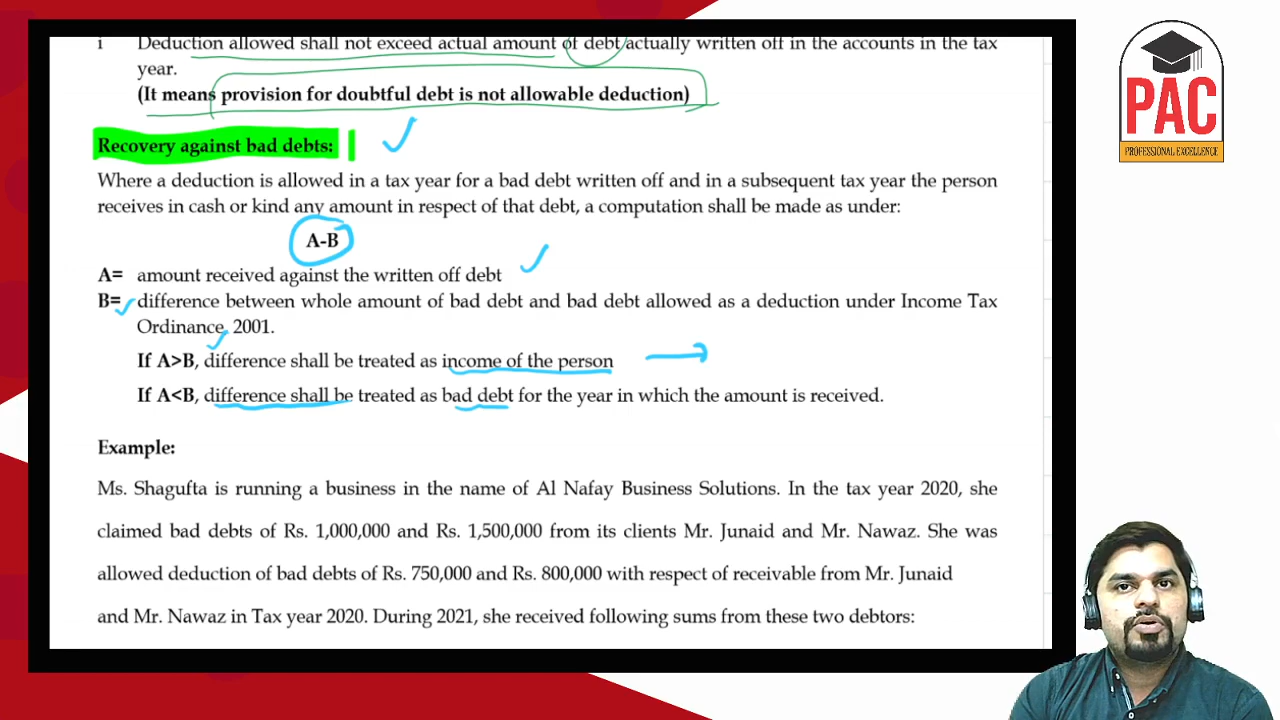 i Deduction allowed shall not exceed actual amount of debt actually written off in the accounts in the tax
year.
(It means provision for doubtful debt is not allowable deduction)
Recovery against bad debts:
Where a deduction is allowed in a tax year for a bad debt written off and in a subsequent tax year the person
receives in cash or kind any amount in respect of that debt, a computation shall be made as under:
A-B
A= amount received against the written off debt
B= difference between whole amount of bad debt and bad debt allowed as a deduction under Income Tax
Ordinance, 2001.
If A>B, difference shall be treated as income of the person
If A<B, difference shall be treated as bad debt for the year in which the amount is received.
Example:
Ms. Shagufta is running a business in the name of Al Nafay Business Solutions. In the tax year 2020, she
claimed bad debts of Rs. 1,000,000 and Rs. 1,500,000 from its clients Mr. Junaid and Mr. Nawaz. She was
allowed deduction of bad debts of Rs. 750,000 and Rs. 800,000 with respect of receivable from Mr. Junaid
and Mr. Nawaz in Tax year 2020. During 2021, she received following sums from these two debtors:
PAC
PROFESSIONAL EXCELLENCE